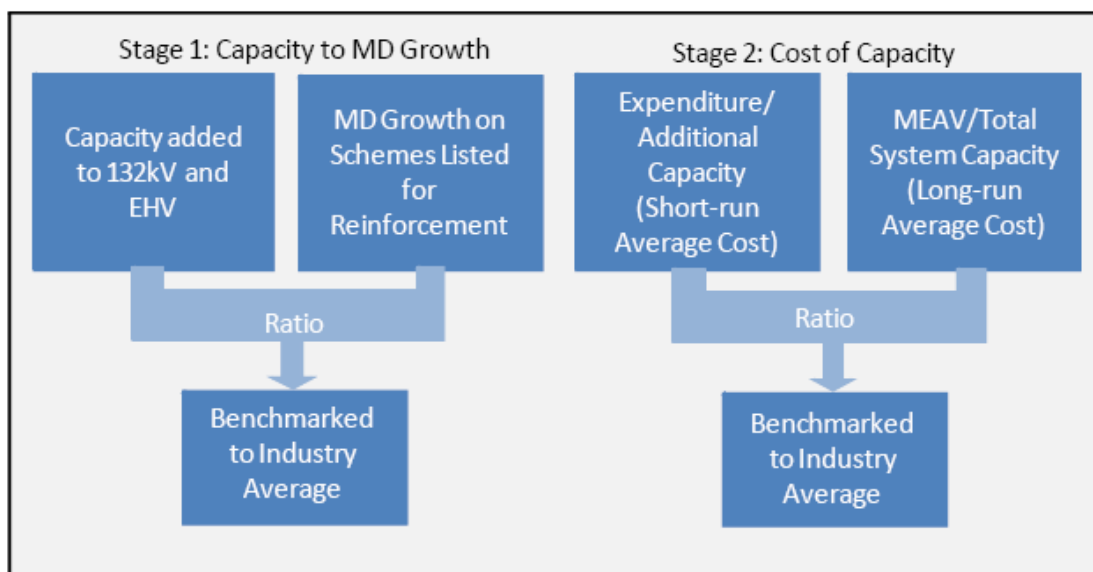 Stage 1: Capacity to MD Growth
Capacity added
to 132kV and
EHV
MD Growth on
Schemes Listed
for
Reinforcement
Ratio
Benchmarked
to Industry
Average
Stage 2: Cost of Capacity
Expenditure/
Additional
Capacity
(Short-run
Average Cost)
MEAV/Total
System Capacity
(Long-run
Average Cost)
Ratio
Benchmarked
to Industry
Average